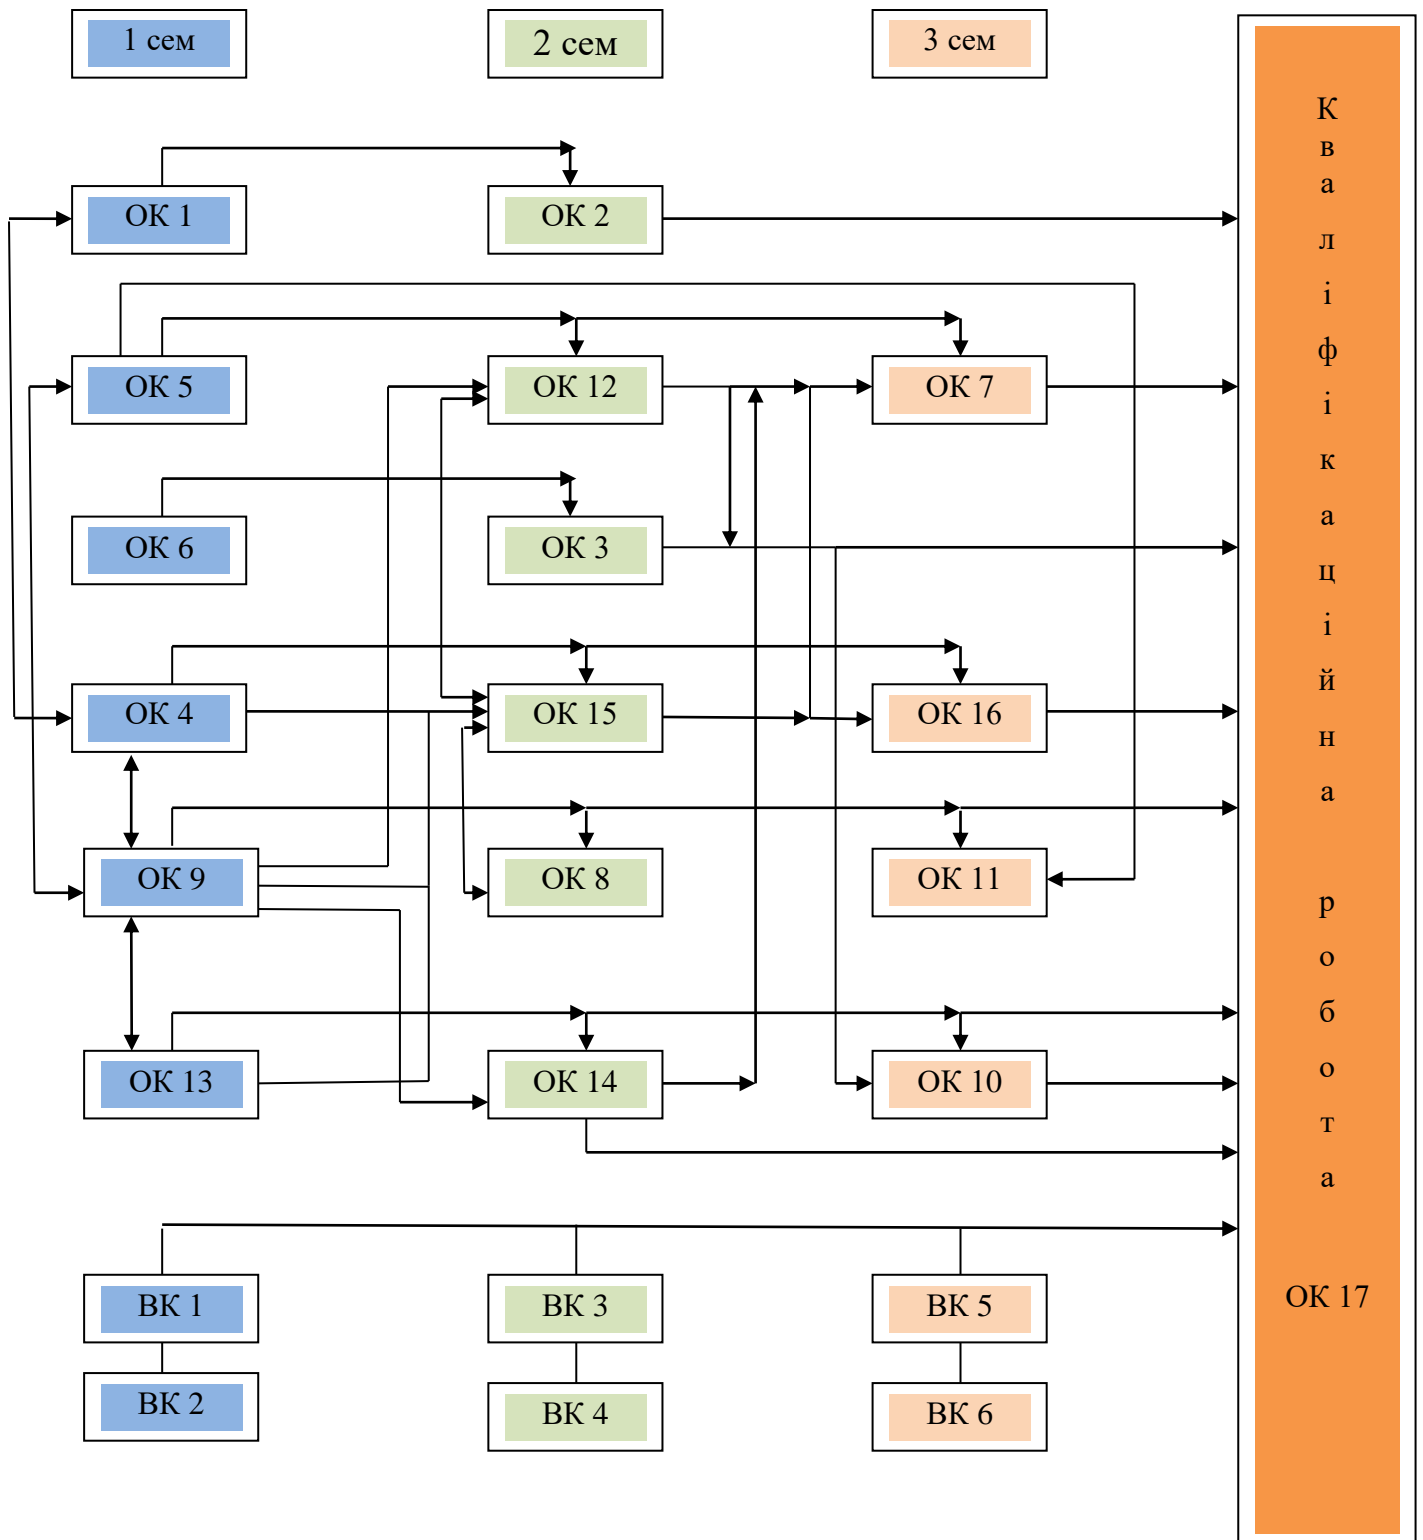 1 сем
2 сем
3 сем
ОК 1
ОК 2
ОК 5
ОК 12
ОК 7
ОК 6
ОК 3
ОК 4
ОК 15
ОК 16
ОК 9
ОК 8
ОК 11
ОК 13
ОК 14
ОК 10
ВК 1
ВК 3
ВК 5
ВК 2
ВК 4
ВК 6
К
в
а
л
і
ф
і
к
а
ц
і
й
н
а
р
о
б
о
т
а
ОК 17